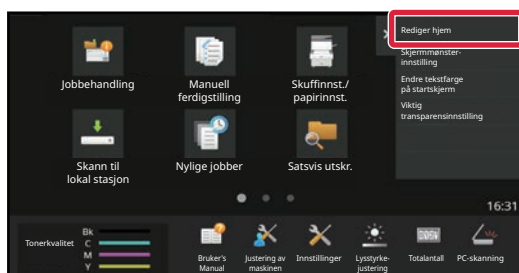 Rediger hjem
Skjermmønster-
innstilling
Endre tekstfarge
på startskjerm
Viktig
transparensinnstilling
Jobbehandling
Manuell
ferdigstilling
Skuffinnst./
papirinnst.
Skann til
lokal stasjon
Nylige jobber
Satsvis utskr.
16:31
Tonerkvalitet
Bk
C
M
Y
Bruker's
Manual
Justering av
maskinen
Innstillinger
Lysstyrke-
justering
Totalantall
PC-skanning